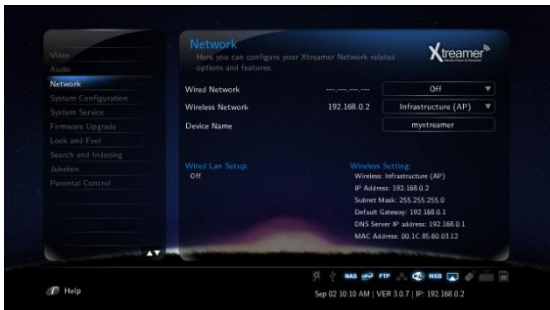 Video
Audio
Network
System Configuration
System Service
Firmware Upgrade
Look and Feel
Search and Indexing
Jukebox
Parental Control
Network
Here you can configure your Xtreamer Network related
options and features.
Xtreamer
Wired Network ---.---.---.--- Off
Wireless Network 192.168.0.2 Infrastructure (AP)
Device Name myxtreamer
Wired Lan Setup:
Off
Wireless Setting:
Wireless: Infrastructure (AP)
IP Address: 192.168.0.2
Subnet Mask: 255.255.255.0
Default Gateway: 192.168.0.1
DNS Server IP address: 192.168.0.1
MAC Address: 00.1C.85.60.03.12
NAS UPnP FTP WEB
Help
Sep 02 10:10 AM | VER 3.0.7 | IP: 192.168.0.2